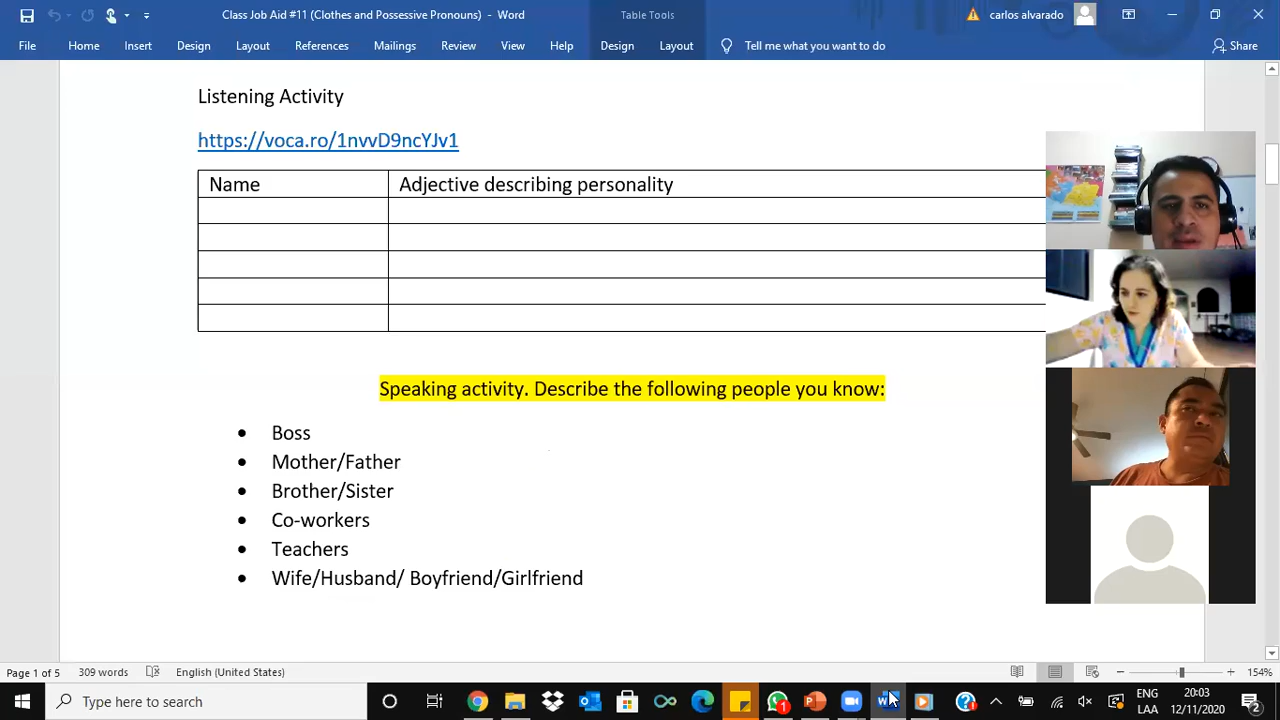 Class Job Aid #11 (Clothes and Possessive Pronouns) - Word
Table Tools
carlos alvarado
File Home Insert Design Layout References Mailings Review View Help Design Layout Tell me what you want to do Share
Listening Activity
https://voca.ro/1nvvD9ncYJv1
Name Adjective describing personality
Speaking activity. Describe the following people you know:
• Boss
• Mother/Father
• Brother/Sister
• Co-workers
• Teachers
• Wife/Husband/ Boyfriend/Girlfriend
Page 1 of 5 309 words English (United States) 154%
Type here to search
ENG 20:03
LAA 12/11/2020